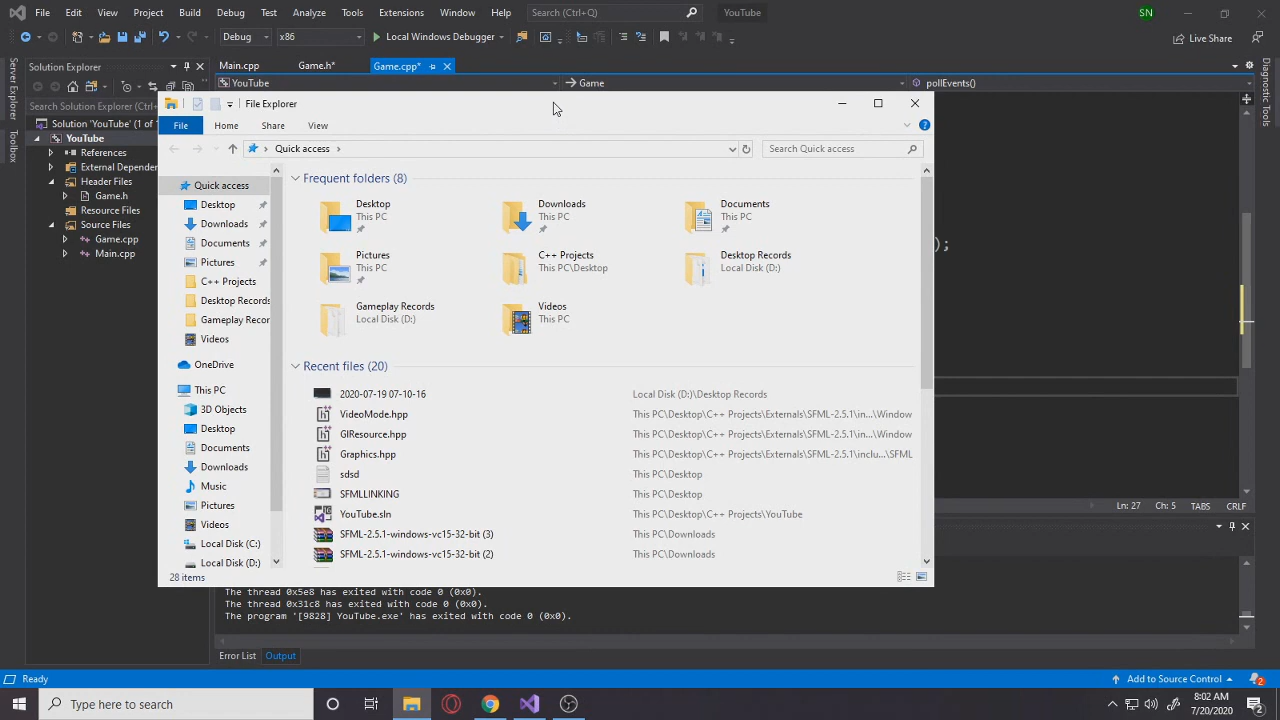 File Edit View Project Build Debug Test Analyze Tools Extensions Window Help Search (Ctrl+Q) YouTube SN
Debug x86 Local Windows Debugger Live Share
Server Explorer
Toolbox
Solution Explorer
Search Solution Explorer
Solution 'YouTube' (1 of 1
YouTube
References
External Dependen
Header Files
Game.h
Resource Files
Source Files
Game.cpp
Main.cpp
Main.cpp Game.h* Game.cpp*
YouTube Game pollEvents()
Diagnostic Tools
);
File Explorer
File Home Share View
Quick access
Search Quick access
Quick access
Desktop
Downloads
Documents
Pictures
C++ Projects
Desktop Records
Gameplay Recor
Videos
OneDrive
This PC
3D Objects
Desktop
Documents
Downloads
Music
Pictures
Videos
Local Disk (C:)
Local Disk (D:)
Frequent folders (8)
Desktop
This PC
Downloads
This PC
Documents
This PC
Pictures
This PC
C++ Projects
This PC\Desktop
Desktop Records
Local Disk (D:)
Gameplay Records
Local Disk (D:)
Videos
This PC
Recent files (20)
2020-07-19 07-10-16 Local Disk (D:)\Desktop Records
VideoMode.hpp This PC\Desktop\C++ Projects\Externals\SFML-2.5.1\in...\Window
GlResource.hpp This PC\Desktop\C++ Projects\Externals\SFML-2.5.1\in...\Window
Graphics.hpp This PC\Desktop\C++ Projects\Externals\SFML-2.5.1\inclu...\SFML
sdsd This PC\Desktop
SFMLLINKING This PC\Desktop
YouTube.sln This PC\Desktop\C++ Projects\YouTube
SFML-2.5.1-windows-vc15-32-bit (3) This PC\Downloads
SFML-2.5.1-windows-vc15-32-bit (2) This PC\Downloads
28 items
Ln: 27 Ch: 5 TABS CRLF
The thread 0x5e8 has exited with code 0 (0x0).
The thread 0x31c8 has exited with code 0 (0x0).
The program '[9828] YouTube.exe' has exited with code 0 (0x0).
Error List Output
Ready Add to Source Control 2
Type here to search
8:02 AM
7/20/2020
2